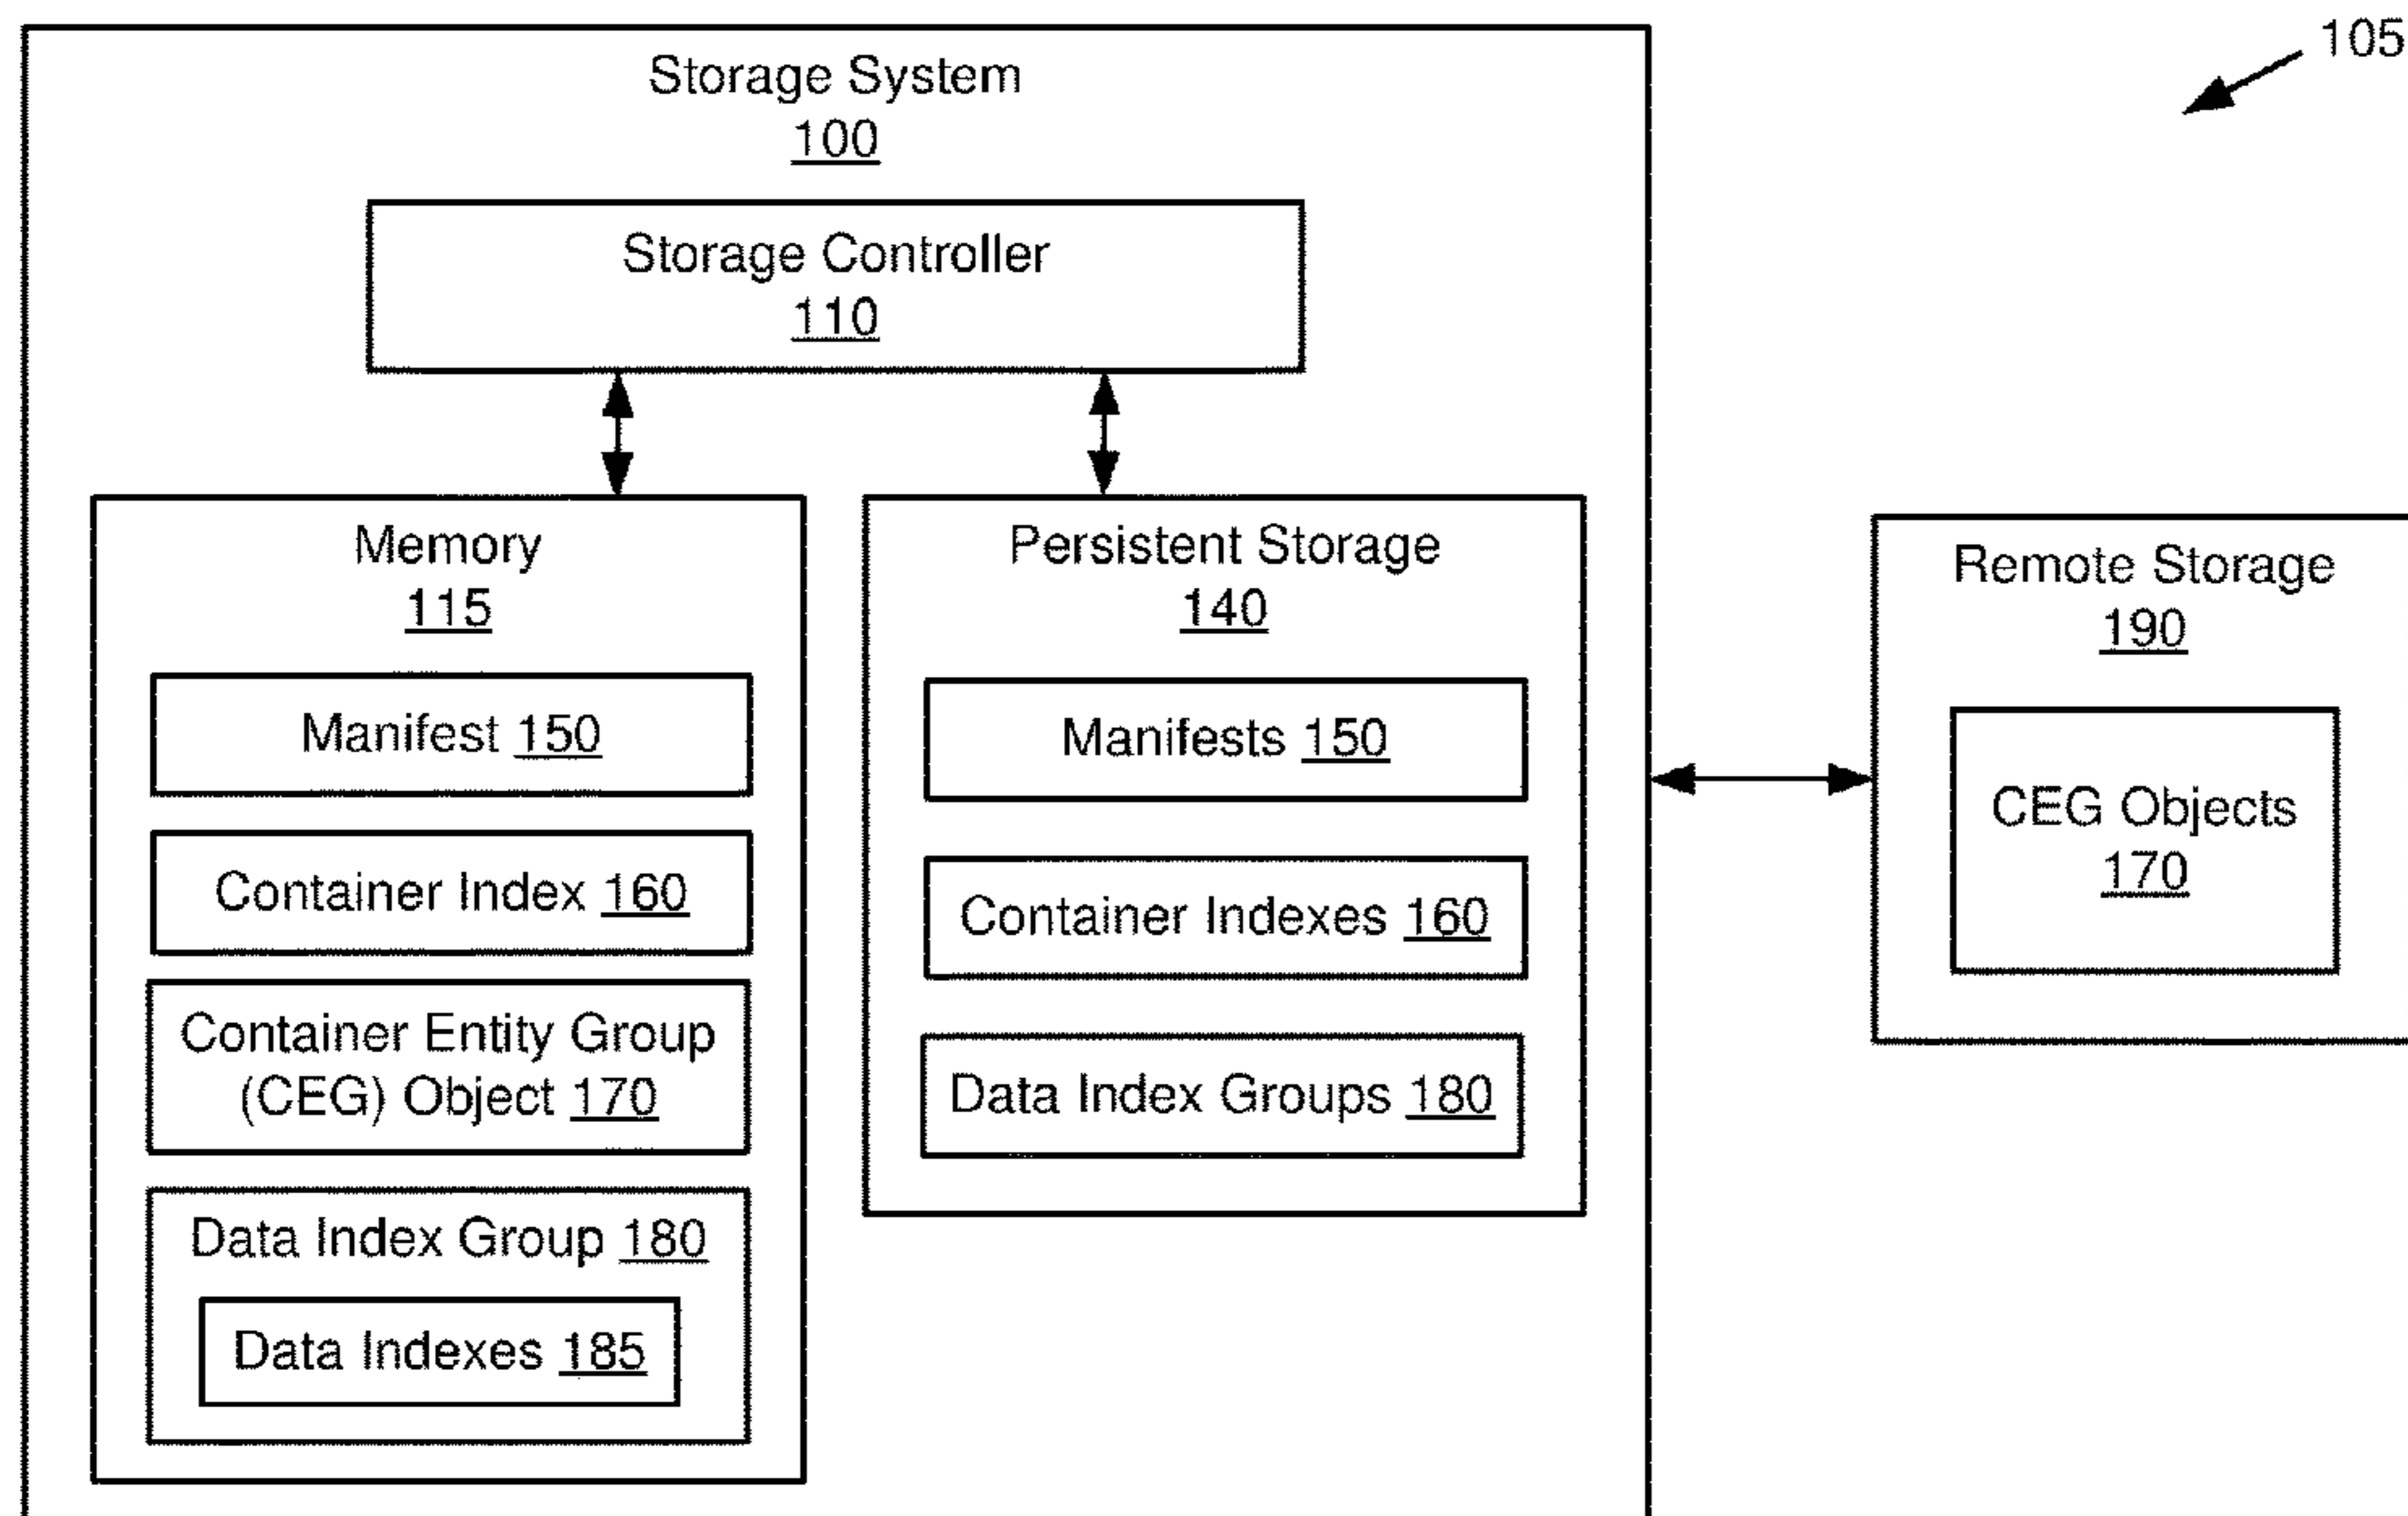 105
Storage System
100
Storage Controller
110
Memory
115
Manifest 150
Container Index 160
Container Entity Group
(CEG) Object 170
Data Index Group 180
Data Indexes 185
Persistent Storage
140
Manifests 150
Container Indexes 160
Data Index Groups 180
Remote Storage
190
CEG Objects
170